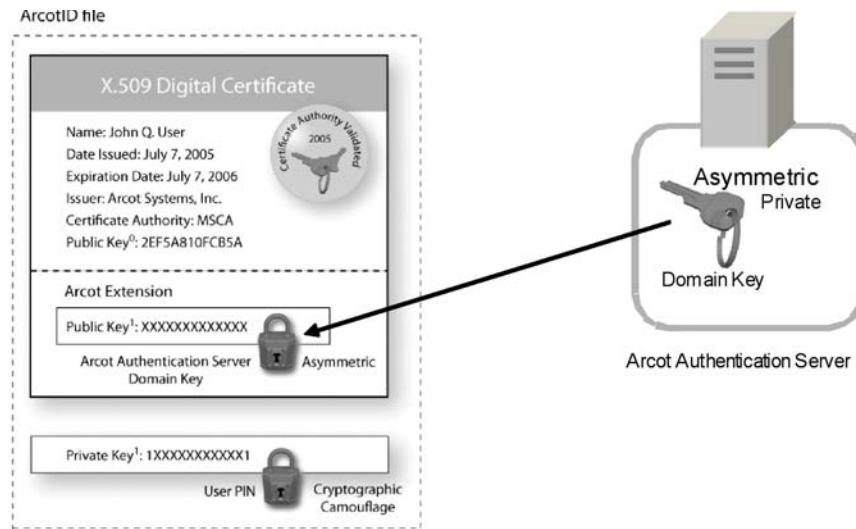 ArcotID file
X.509 Digital Certificate
Name: John Q. User
Date Issued: July 7, 2005
Expiration Date: July 7, 2006
Issuer: Arcot Systems, Inc.
Certificate Authority: MSCA
Public Key⁰: 2EF5A810FCB5A
Certificate Authority Validated
2005
Arcot Extension
Public Key¹: XXXXXXXXXXXXX
Arcot Authentication Server
Domain Key
Asymmetric
Private Key¹: 1XXXXXXXXXXX1
User PIN
Cryptographic
Camouflage
Asymmetric
Private
Domain Key
Arcot Authentication Server